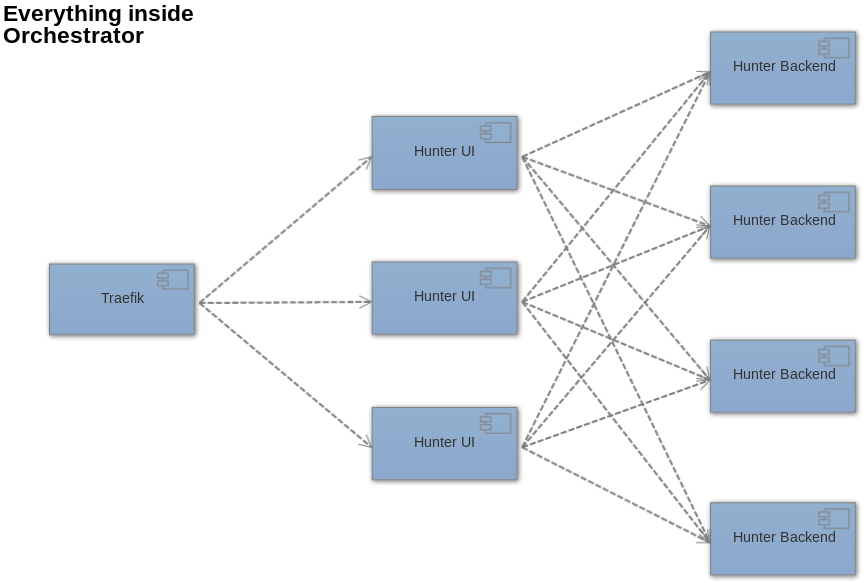 Everything inside
Orchestrator
Hunter Backend
Hunter UI
Hunter Backend
Traefik
Hunter UI
Hunter Backend
Hunter UI
Hunter Backend